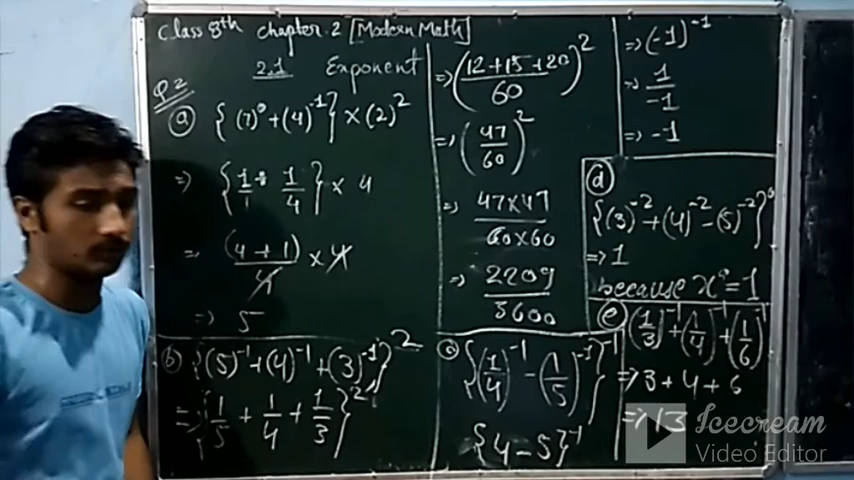 Class 8th chapter.2 [Modern Math]
2.1 Exponent
Q2
(a) {(7)⁰+(4)⁻¹}×(2)²
=> {1/1 + 1/4}×4
= (4+1)/4 ×4
=> 5
(b) {(5)⁻¹+(4)⁻¹+(3)⁻¹}²
=> {1/5 + 1/4 + 1/3}²
=> ((12+15+20)/60)²
=> (47/60)²
=> 47×47/60×60
=> 2209/3600
(c) {(1/4)⁻¹-(1/5)⁻¹}⁻¹
{4-5}⁻¹
=> (-1)⁻¹
=> 1/-1
=> -1
(d)
{(3)⁻²+(4)⁻²-(5)⁻²}⁰
=> 1
because x⁰=1
(e) (1/3)⁻¹+(1/4)⁻¹+(1/6)⁻¹
=> 3+4+6
=> 13
Icecream
Video Editor